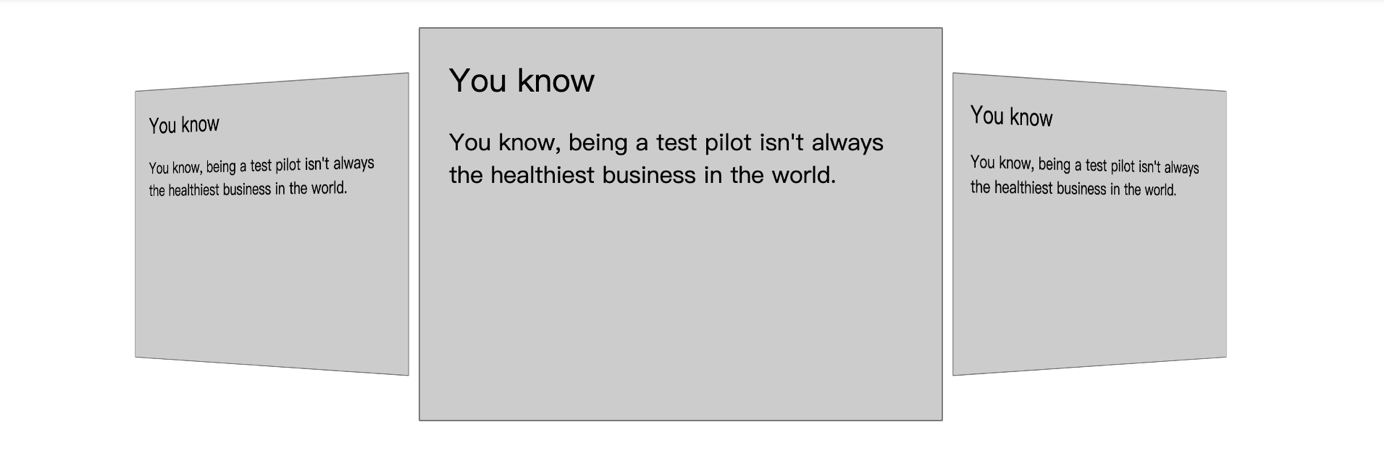 You know
You know, being a test pilot isn't always
the healthiest business in the world.
You know
You know, being a test pilot isn't always
the healthiest business in the world.
You know
You know, being a test pilot isn't always
the healthiest business in the world.